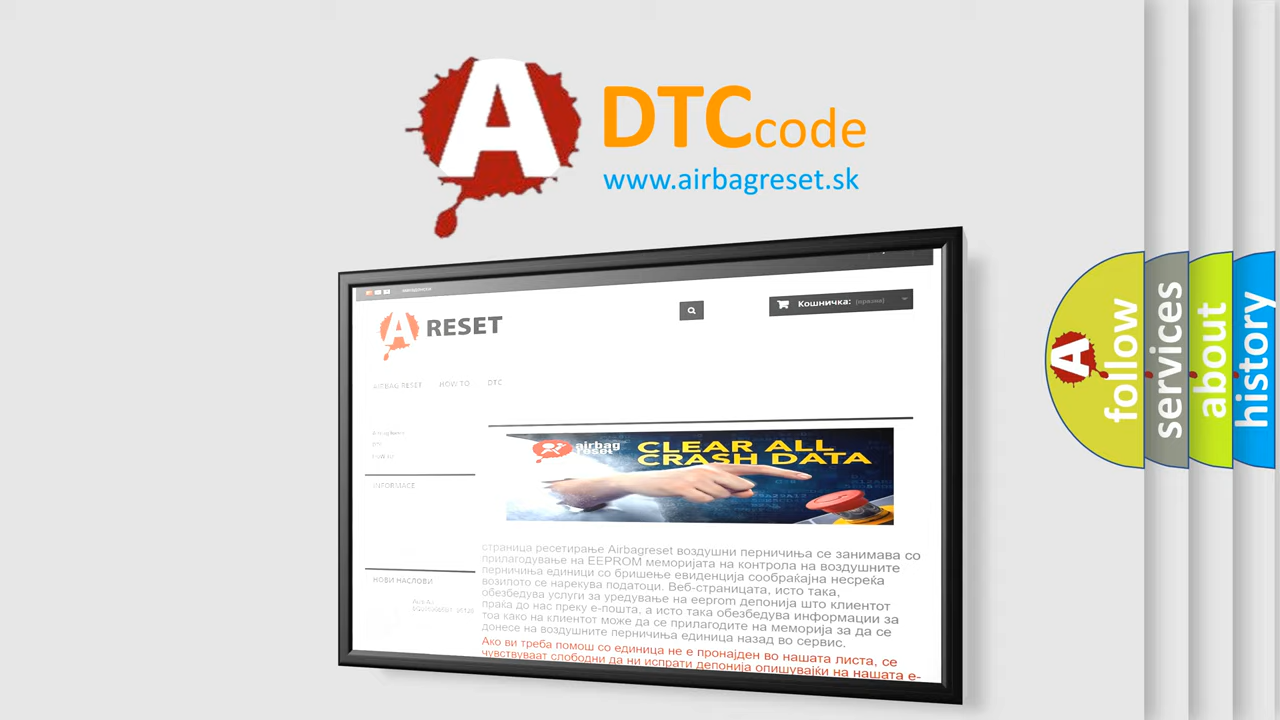 A
DTCcode
www.airbagreset.sk
Кошничка: (празни)
A RESET
AIRBAG RESET HOW TO DTC
airbag
reset
CLEAR ALL
CRASH DATA
INFORMACE
НОВИ НАСЛОВИ
страница ресетирање Airbagreset воздушни перничиња се занимава со
прилагодување на EEPROM меморијата на контрола на воздушните
перничиња единици со бришење евиденција сообраќајна несреќа
возилото се нарекува податоци. Веб-страницата, исто така,
обезбедува услуги за уредување на eeprom депонија што клиентот
праќа до нас преку е-пошта, а исто така обезбедува информации за
тоа како на клиентот може да се прилагодите на меморија за да се
донесе на воздушните перничиња единица назад во сервис.
Ако ви треба помош со единица не е пронајден во нашата листа, се
чувствуваат слободни да ни испрати депонија опишувајќи на нашата е-
A
follow
services
about
history